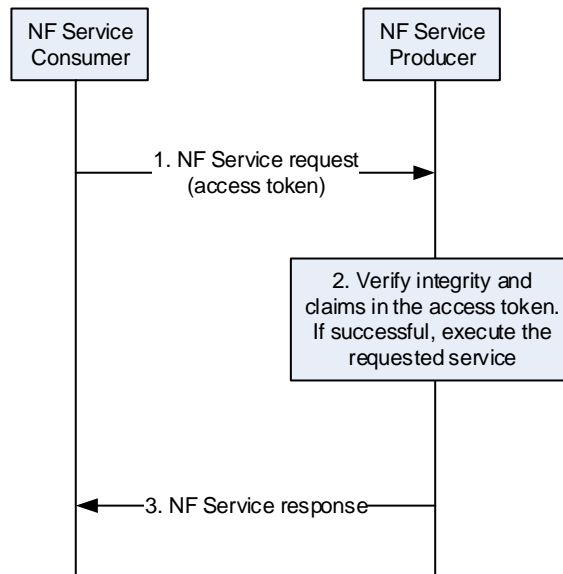 NF Service
Consumer
NF Service
Producer
1. NF Service request
(access token)
2. Verify integrity and
claims in the access token.
If successful, execute the
requested service
3. NF Service response